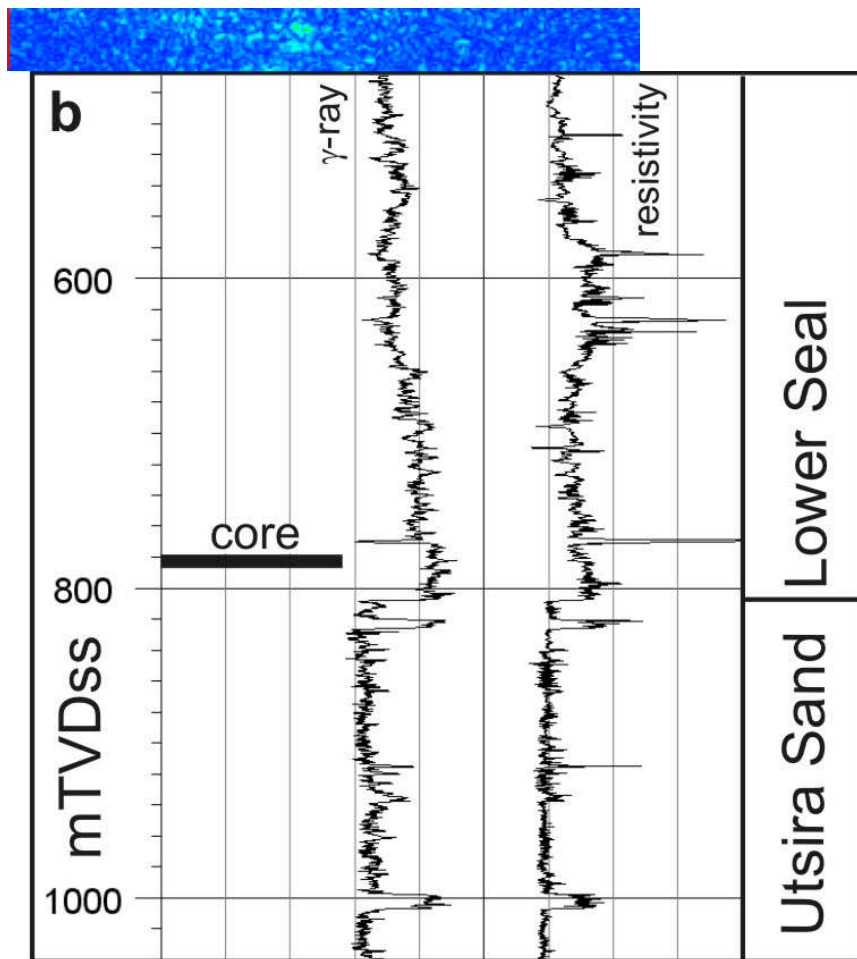 b
γ-ray
resistivity
600
core
800
1000
mTVDss
Lower Seal
Utsira Sand